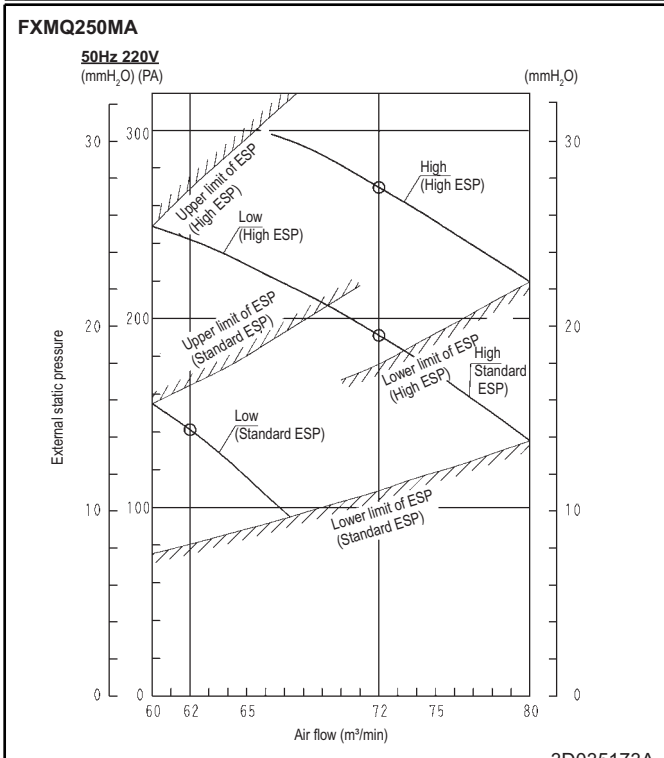 FXMQ250MA
50Hz 220V
(mmH₂O) (PA)
(mmH₂O)
30
300
30
Upper limit of ESP
(High ESP)
High
(High ESP)
Low
(High ESP)
20
200
20
Upper limit of ESP
(Standard ESP)
Lower limit of ESP
(High ESP)
High
Standard
ESP)
Low
(Standard ESP)
External static pressure
10
100
10
Lower limit of ESP
(Standard ESP)
0
0
0
60 62 65 72 75 80
Air flow (m³/min)